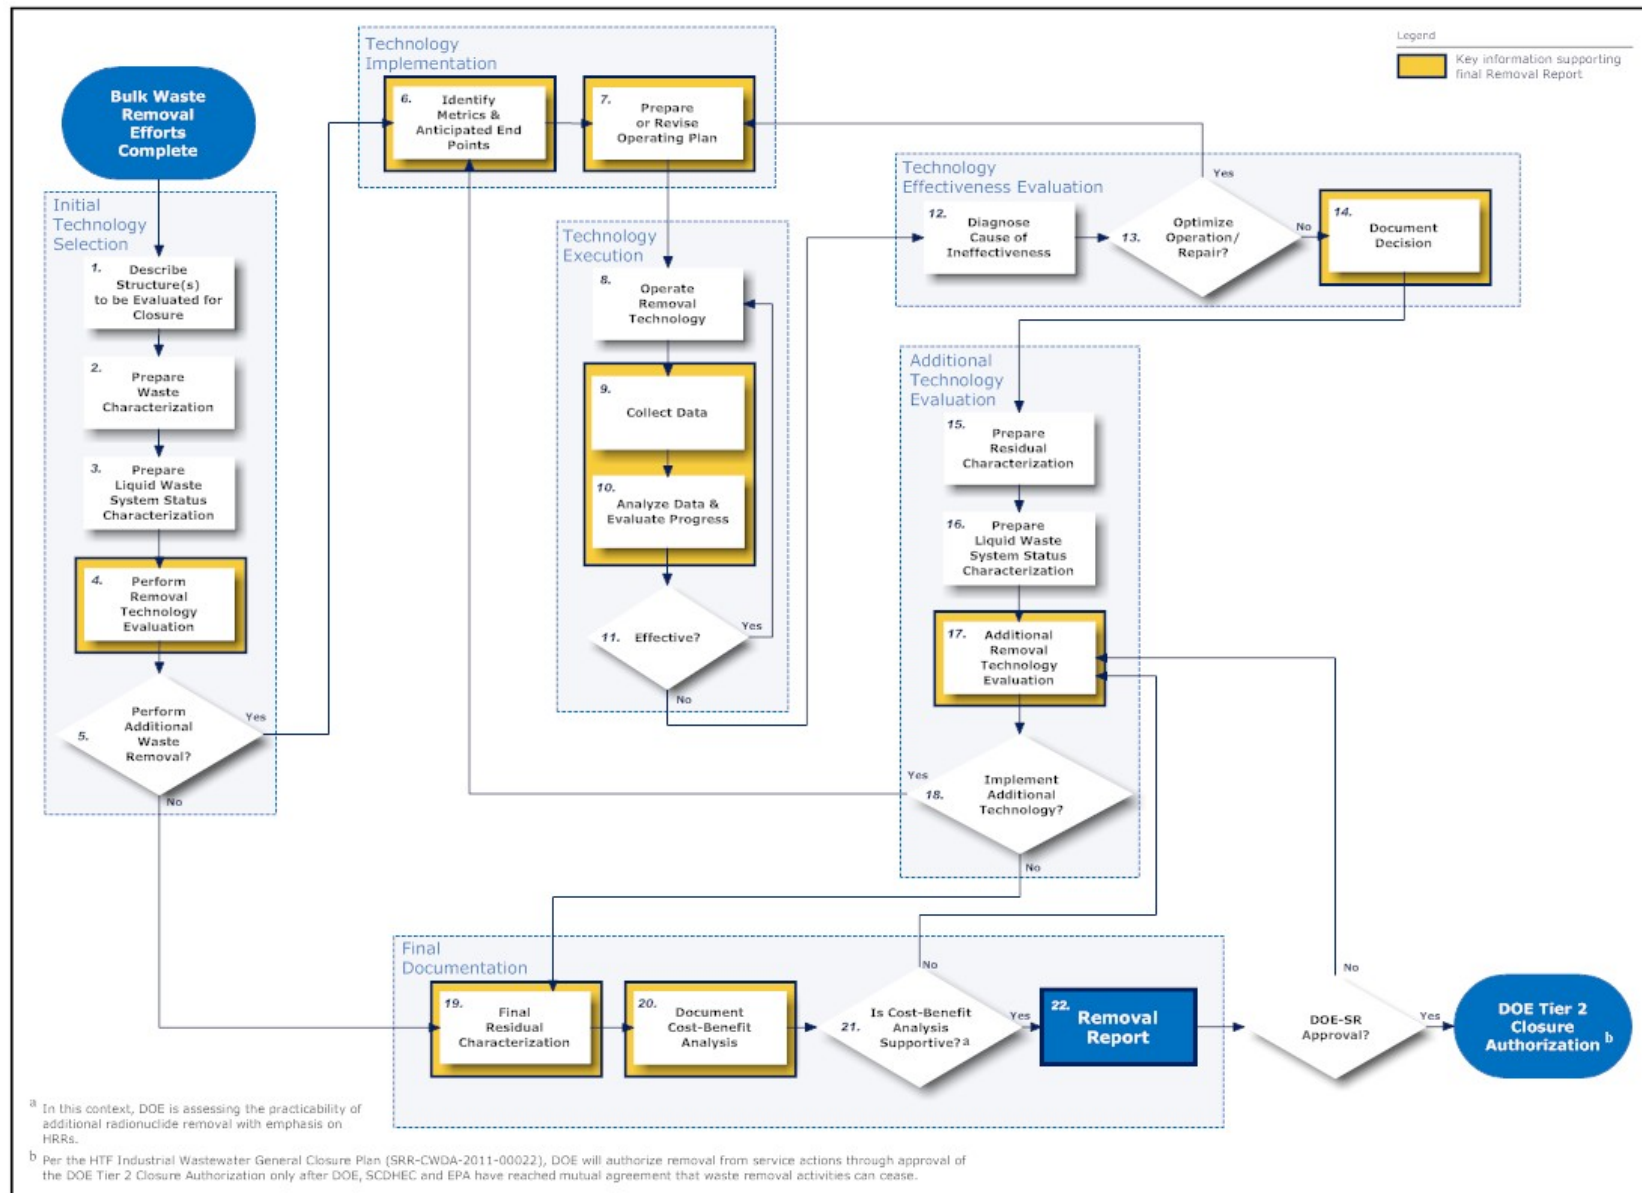 Legend
Key information supporting
final Removal Report
Bulk Waste
Removal
Efforts
Complete
Initial
Technology
Selection
1. Describe
Structure(s)
to be Evaluated for
Closure
2. Prepare
Waste
Characterization
3. Prepare
Liquid Waste
System Status
Characterization
4. Perform
Removal
Technology
Evaluation
5. Perform
Additional
Waste
Removal?
Yes
No
Technology
Implementation
6. Identify
Metrics &
Anticipated End
Points
7. Prepare
or Revise
Operating Plan
Technology
Execution
8. Operate
Removal
Technology
9. Collect Data
10. Analyze Data &
Evaluate Progress
11. Effective?
Yes
No
Technology
Effectiveness Evaluation
12. Diagnose
Cause of
Ineffectiveness
13. Optimize
Operation/
Repair?
Yes
No
14. Document
Decision
Additional
Technology
Evaluation
15. Prepare
Residual
Characterization
16. Prepare
Liquid Waste
System Status
Characterization
17. Additional
Removal
Technology
Evaluation
18. Implement
Additional
Technology?
Yes
No
Final
Documentation
19. Final
Residual
Characterization
20. Document
Cost-Benefit
Analysis
21. Is Cost-Benefit
Analysis
Supportive? a
No
Yes
22. Removal
Report
DOE-SR
Approval?
No
Yes
DOE Tier 2
Closure
Authorization b
a In this context, DOE is assessing the practicability of
additional radionuclide removal with emphasis on
HRRs.
b Per the HTF Industrial Wastewater General Closure Plan (SRR-CWDA-2011-00022), DOE will authorize removal from service actions through approval of
the DOE Tier 2 Closure Authorization only after DOE, SCDHEC and EPA have reached mutual agreement that waste removal activities can cease.